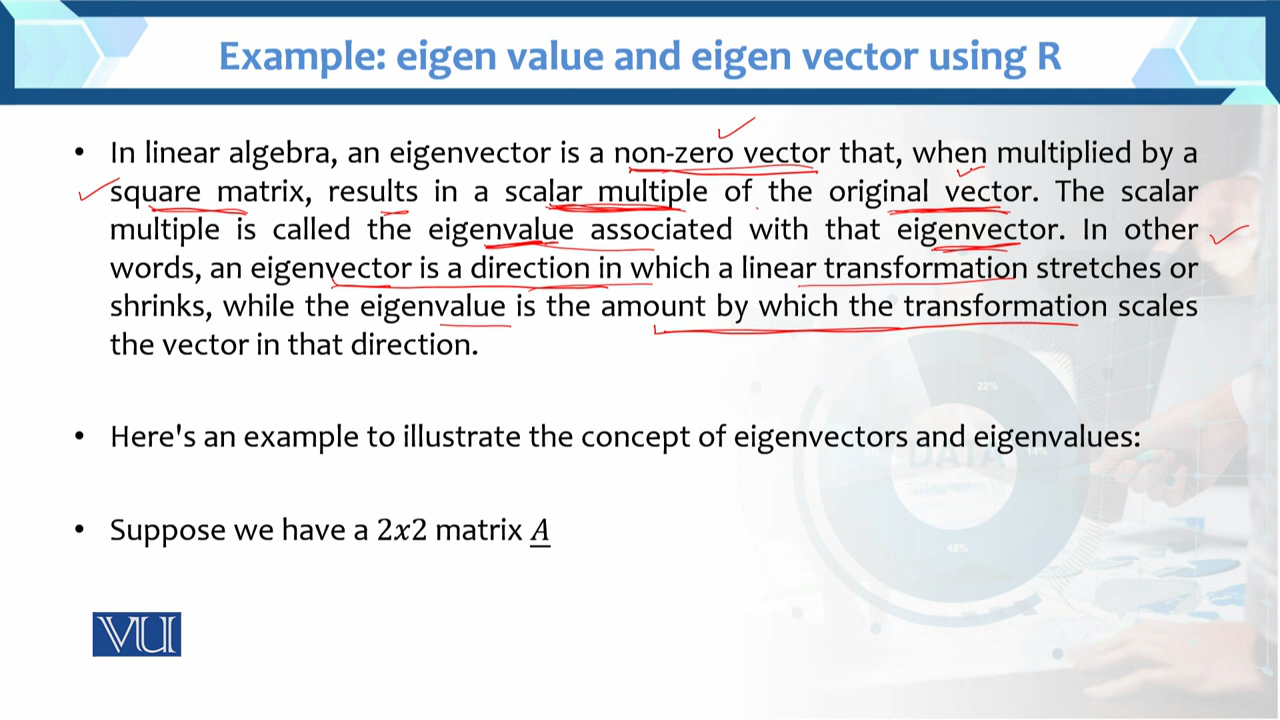 Example: eigen value and eigen vector using R
• In linear algebra, an eigenvector is a non-zero vector that, when multiplied by a
square matrix, results in a scalar multiple of the original vector. The scalar
multiple is called the eigenvalue associated with that eigenvector. In other
words, an eigenvector is a direction in which a linear transformation stretches or
shrinks, while the eigenvalue is the amount by which the transformation scales
the vector in that direction.
22%
• Here's an example to illustrate the concept of eigenvectors and eigenvalues:
DATA
• Suppose we have a 2x2 matrix A
48%
VU